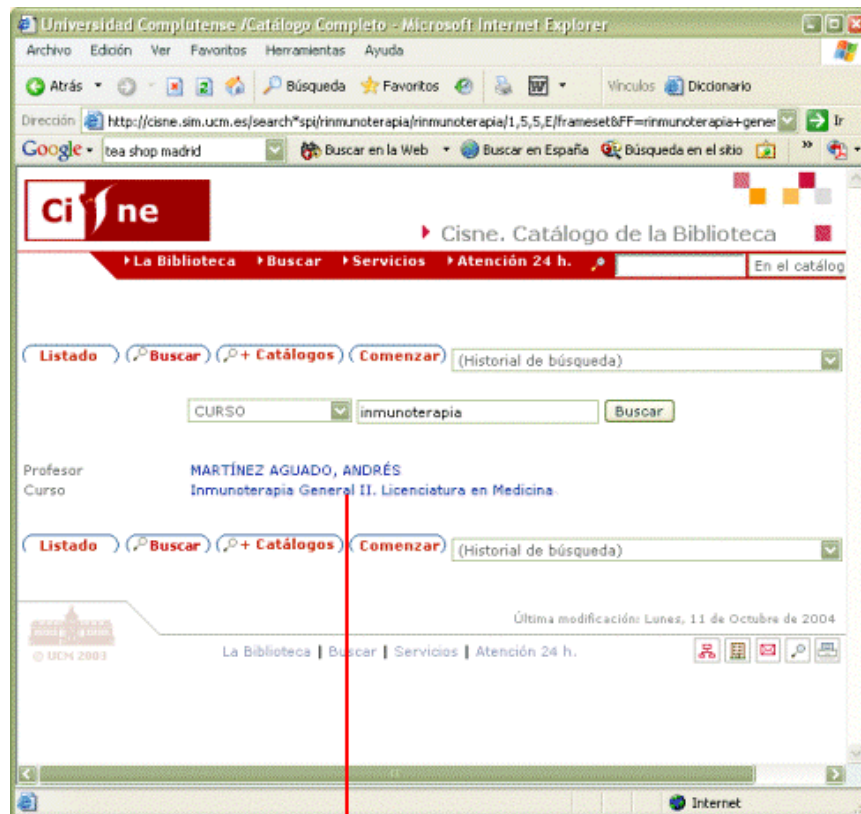 Universidad Complutense /Catálogo Completo - Microsoft Internet Explorer
Archivo Edición Ver Favoritos Herramientas Ayuda
Atrás Búsqueda Favoritos Vínculos Diccionario
Dirección http://cisne.sim.ucm.es/search*spi/rinmunoterapia/rinmunoterapia/1,5,5,E/frameset&FF=rinmunoterapia+gener Ir
Google tea shop madrid Buscar en la Web Buscar en España Búsqueda en el sitio »
Cisne
Cisne. Catálogo de la Biblioteca
La Biblioteca Buscar Servicios Atención 24 h. En el catálog
Listado Buscar + Catálogos Comenzar (Historial de búsqueda)
CURSO inmunoterapia Buscar
Profesor MARTÍNEZ AGUADO, ANDRÉS
Curso Inmunoterapia General II. Licenciatura en Medicina
Listado Buscar + Catálogos Comenzar (Historial de búsqueda)
Última modificación: Lunes, 11 de Octubre de 2004
© UCM 2003 La Biblioteca | Buscar | Servicios | Atención 24 h.
Internet